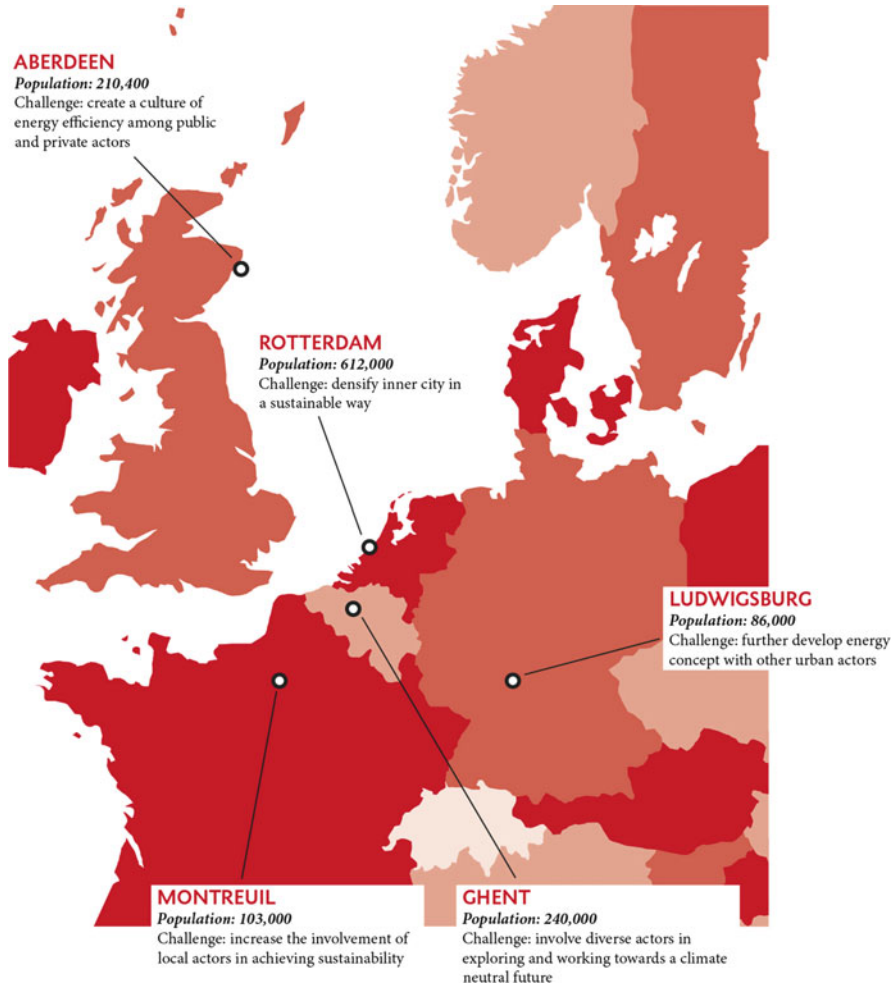 ABERDEEN
Population: 210,400
Challenge: create a culture of
energy efficiency among public
and private actors
ROTTERDAM
Population: 612,000
Challenge: densify inner city in
a sustainable way
LUDWIGSBURG
Population: 86,000
Challenge: further develop energy
concept with other urban actors
MONTREUIL
Population: 103,000
Challenge: increase the involvement of
local actors in achieving sustainability
GHENT
Population: 240,000
Challenge: involve diverse actors in
exploring and working towards a climate
neutral future